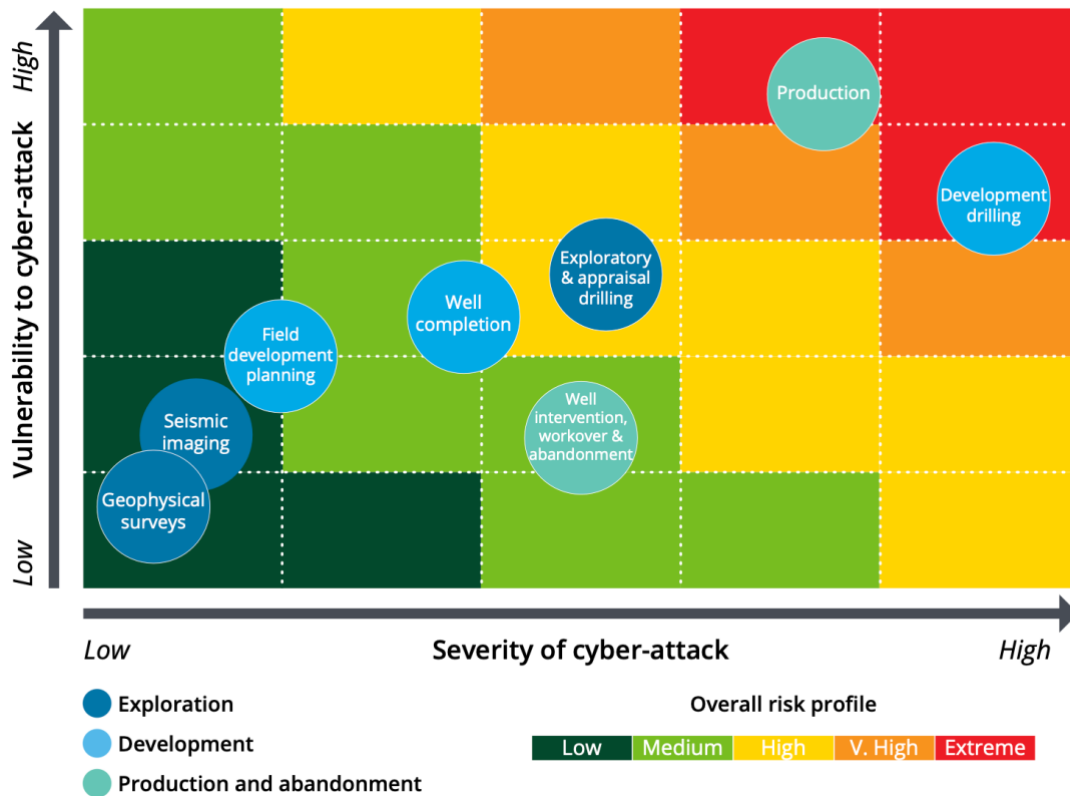 High
Vulnerability to cyber-attack
Low
Production
Development
drilling
Exploratory
& appraisal
drilling
Well
completion
Field
development
planning
Well
intervention,
workover &
abandonment
Seismic
imaging
Geophysical
surveys
Low
Severity of cyber-attack
High
Exploration
Development
Production and abandonment
Overall risk profile
Low
Medium
High
V. High
Extreme